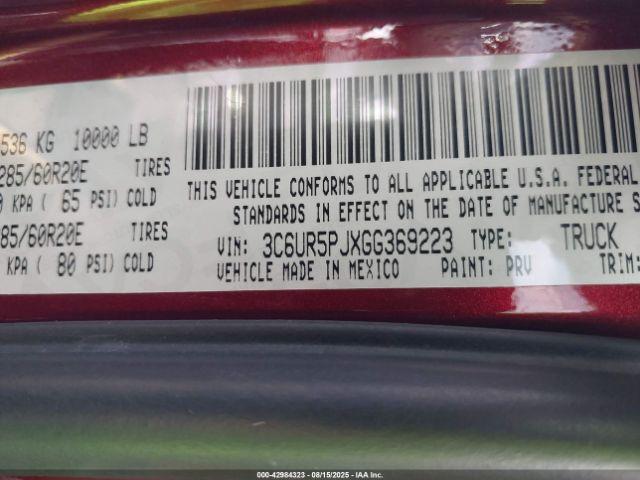 536 KG 10000 LB
285/60R20E TIRES
KPA ( 65 PSI) COLD
85/60R20E TIRES
KPA ( 80 PSI) COLD
THIS VEHICLE CONFORMS TO ALL APPLICABLE U.S.A. FEDERAL
STANDARDS IN EFFECT ON THE DATE OF MANUFACTURE S
VIN: 3C6UR5PJXGG369223 TYPE: TRUCK
VEHICLE MADE IN MEXICO PAINT: PRV TRIM:
000-42984323 - 08/15/2025 - IAA Inc.